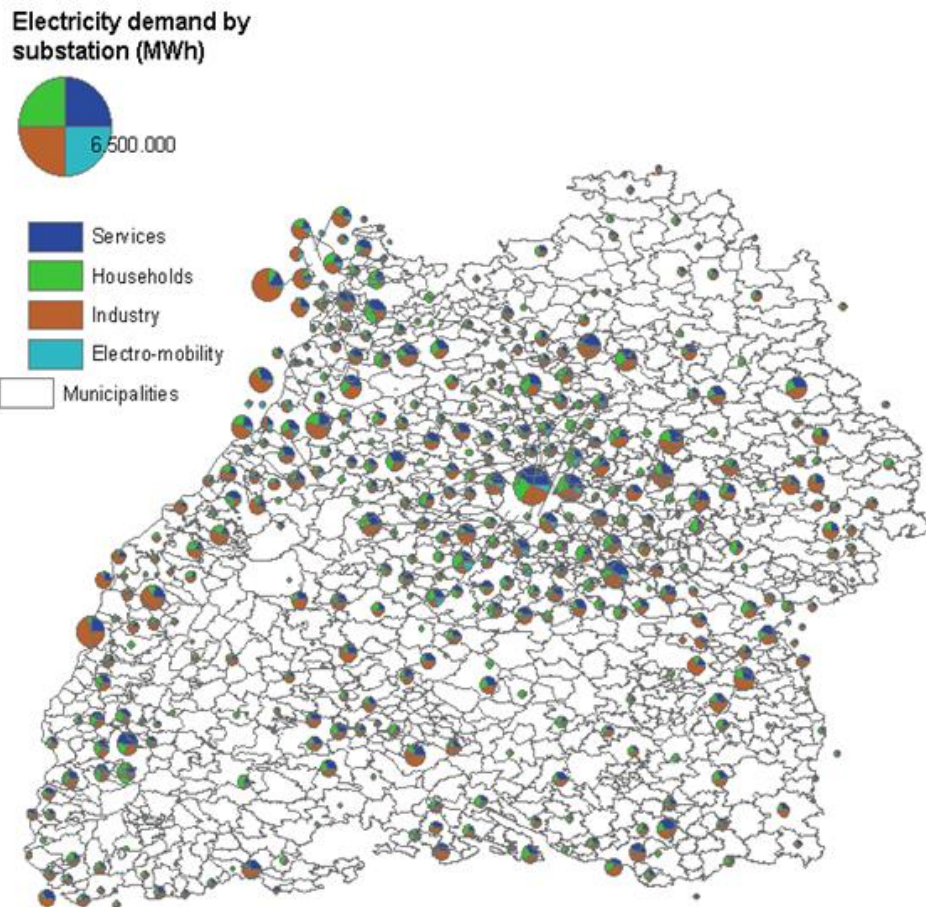 Electricity demand by
substation (MWh)
6.500.000
Services
Households
Industry
Electro-mobility
Municipalities